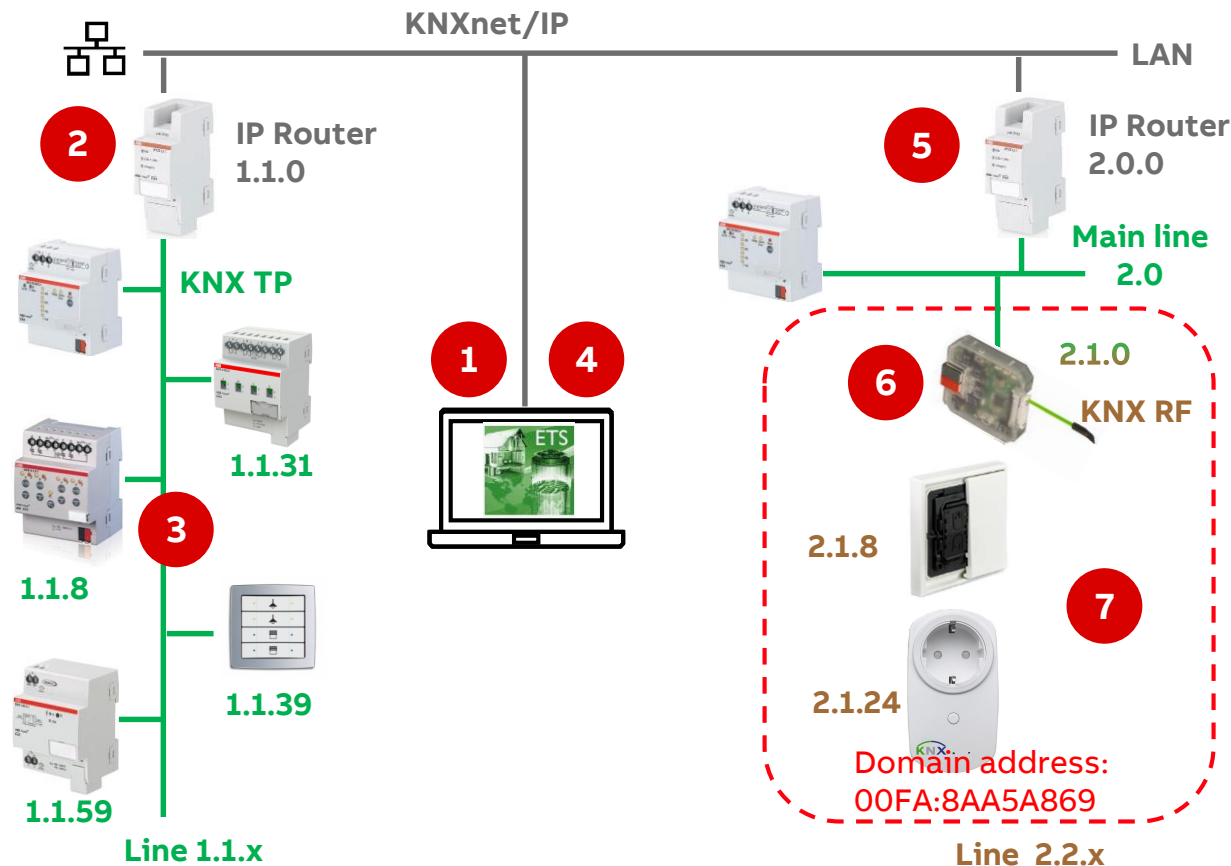 KNXnet/IP
LAN
2
IP Router
1.1.0
5
IP Router
2.0.0
Main line
2.0
KNX TP
1
4
6
2.1.0
KNX RF
ETS
1.1.31
3
1.1.8
2.1.8
7
1.1.39
2.1.24
KNX
1.1.59
Domain address:
00FA:8AA5A869
Line 1.1.x
Line 2.2.x